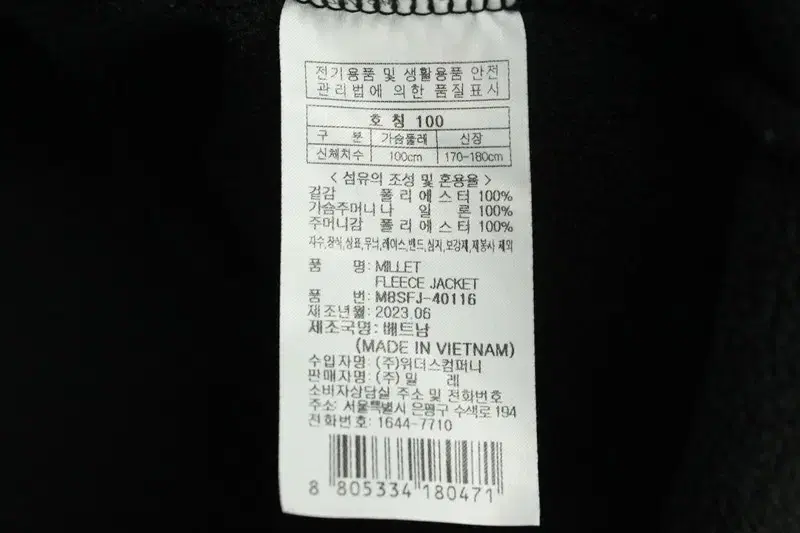 전기용품 및 생활용품 안전
관리법에 의한 품질표시
호 칭 100
구 분 가슴둘레 신장
신체치수 100cm 170-180cm
< 섬유의 조성 및 혼용율 >
겉감 폴 리 에 스 터 100%
가슴주머니 나 일 론 100%
주머니감 폴 리 에 스 터 100%
자수,장식,상표,무늬,레이스,밴드,심지,보강제,재봉사 제외
품 명: MILLET
FLEECE JACKET
품 번: M8SFJ-40116
제조년월: 2023.06
제조국명: 베트남
(MADE IN VIETNAM)
수입자명: (주)위더스컴퍼니
판매자명: (주) 밀 레
소비자상담실 주소 및 전화번호
주소: 서울특별시 은평구 수색로 194
전화번호: 1644-7710
8 805334 180471